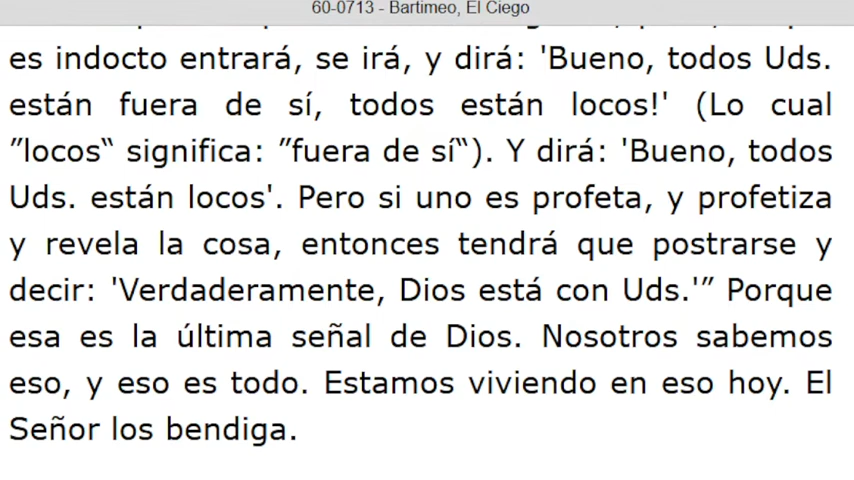 60-0713 - Bartimeo, El Ciego
es indocto entrará, se irá, y dirá: 'Bueno, todos Uds.
están fuera de sí, todos están locos!' (Lo cual
”locos“ significa: ”fuera de sí“). Y dirá: 'Bueno, todos
Uds. están locos'. Pero si uno es profeta, y profetiza
y revela la cosa, entonces tendrá que postrarse y
decir: 'Verdaderamente, Dios está con Uds.'” Porque
esa es la última señal de Dios. Nosotros sabemos
eso, y eso es todo. Estamos viviendo en eso hoy. El
Señor los bendiga.